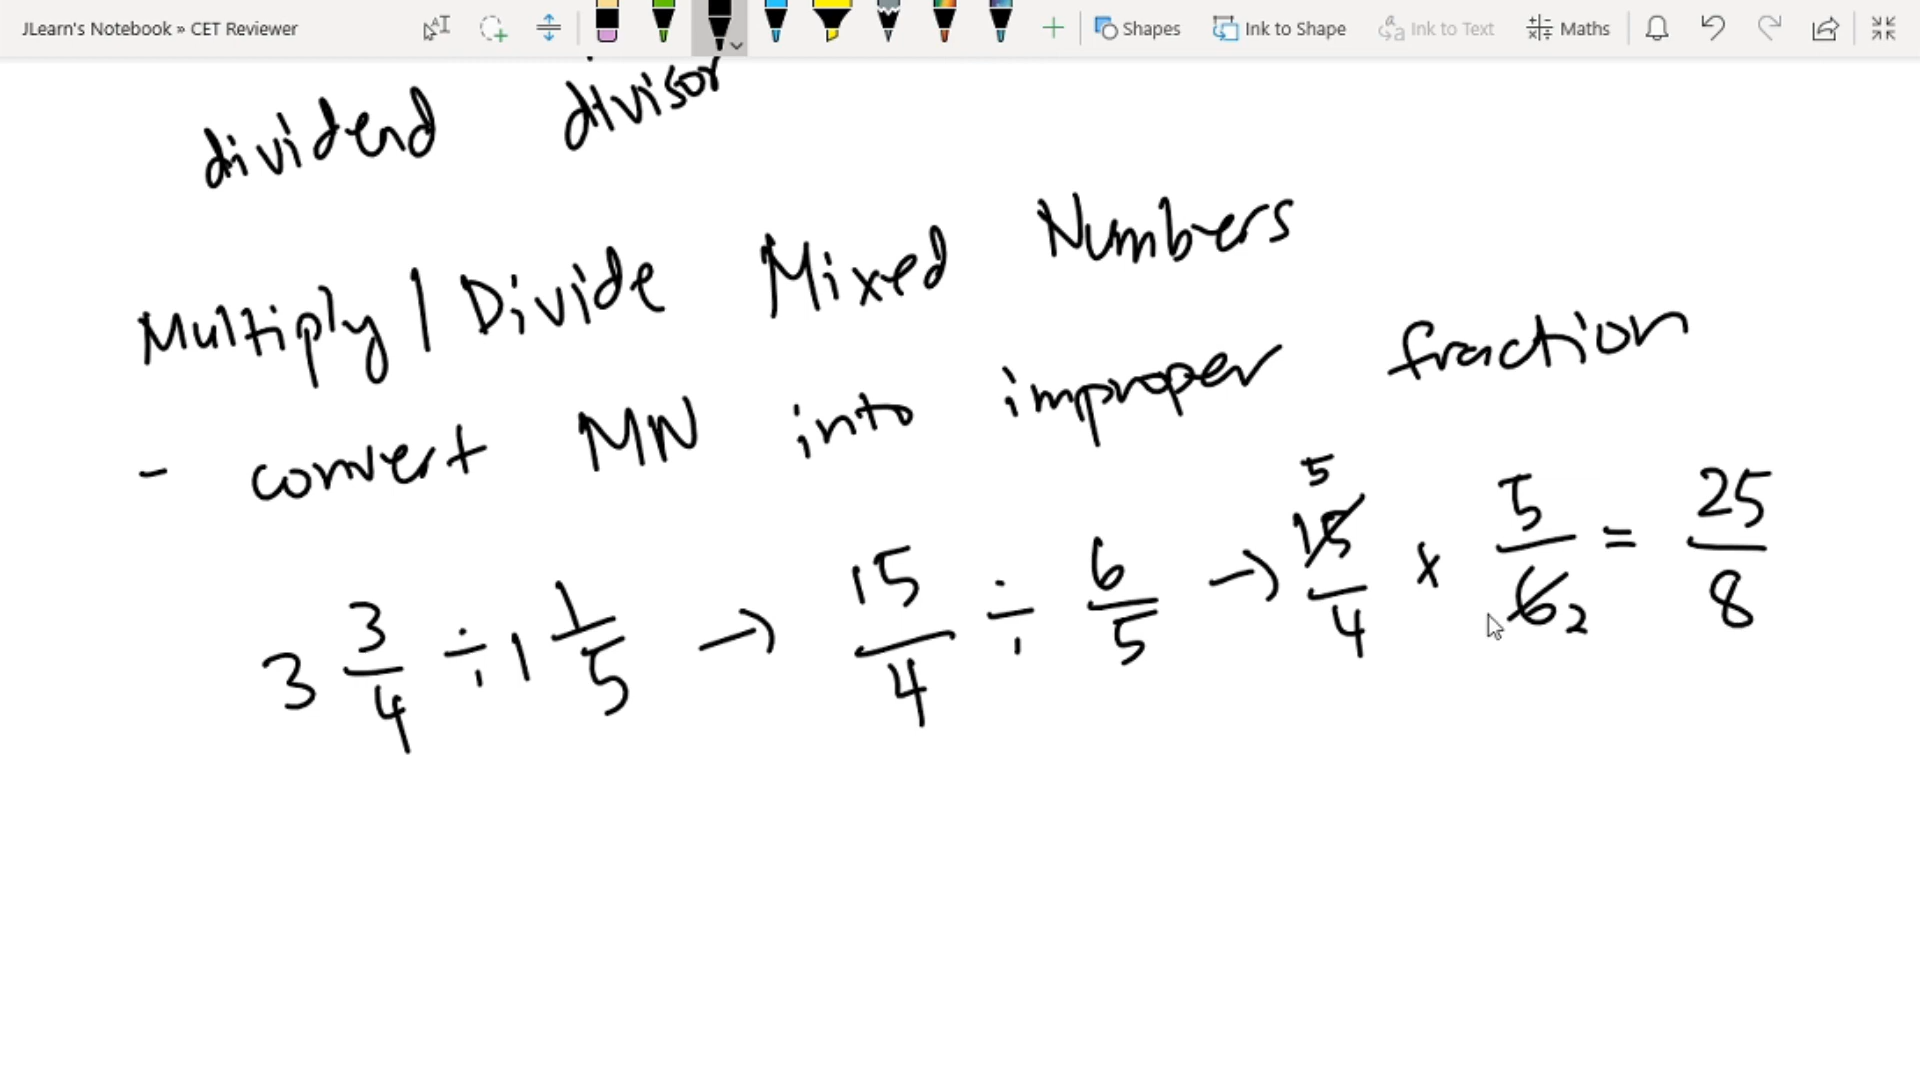 JLearn's Notebook » CET Reviewer Shapes Ink to Shape Ink to Text Maths
dividend divisor
Multiply / Divide Mixed Numbers
- convert MN into improper fraction
3 3/4 ÷ 1 1/5 → 15/4 ÷ 6/5 → 15/4 5 × 5/6 2 = 25/8